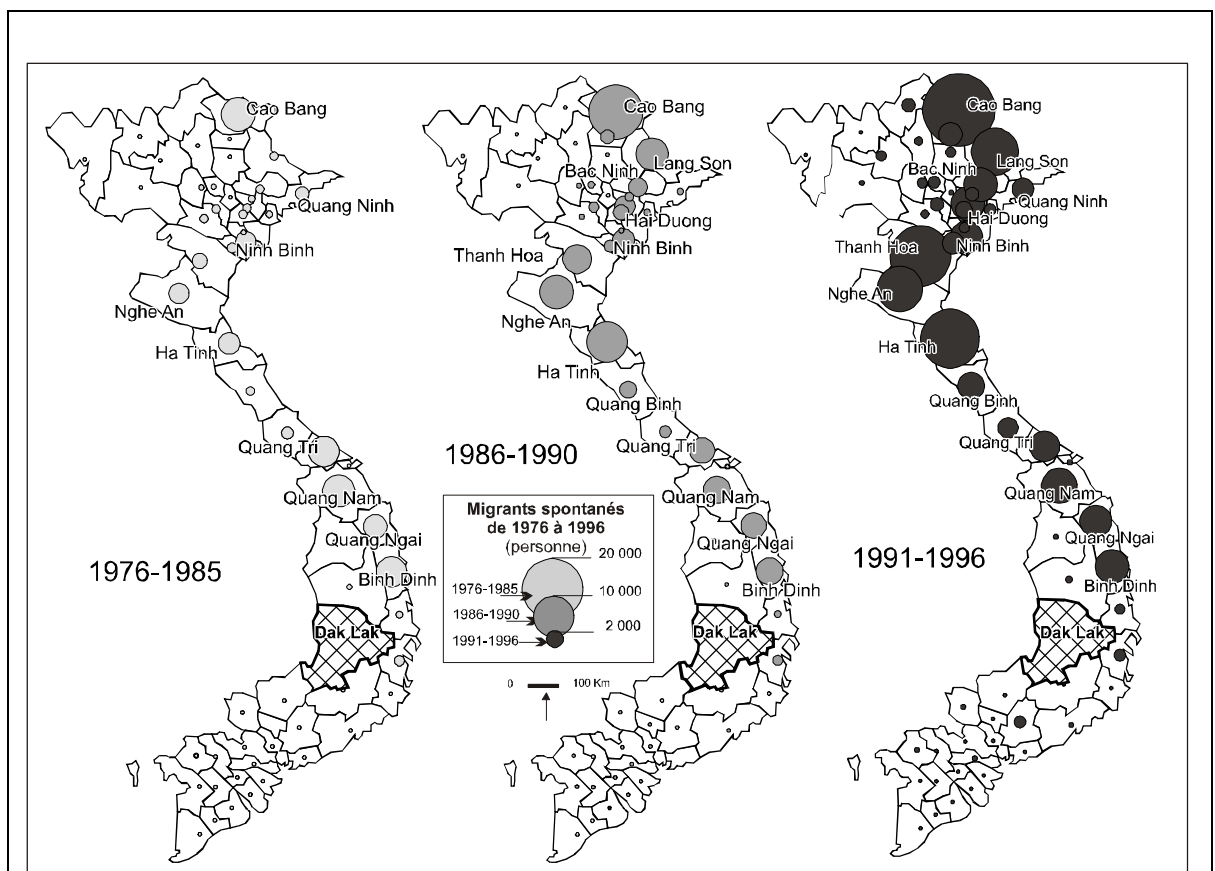 Cao Bang
Quang Ninh
Ninh Binh
Nghe An
Ha Tinh
Quang Tri
Quang Nam
Quang Ngai
Binh Dinh
1976-1985
Dak Lak
Cao Bang
Lang Son
Bac Ninh
Hai Duong
Ninh Binh
Thanh Hoa
Nghe An
Ha Tinh
Quang Binh
Quang Tri
1986-1990
Quang Nam
Quang Ngai
Binh Dinh
Dak Lak
Migrants spontanés
de 1976 à 1996
(personne)
20 000
1976-1985
10 000
1986-1990
2 000
1991-1996
0 100 Km
Cao Bang
Lang Son
Bac Ninh
Quang Ninh
Hai Duong
Thanh Hoa
Ninh Binh
Nghe An
Ha Tinh
Quang Binh
Quang Tri
Quang Nam
Quang Ngai
1991-1996
Binh Dinh
Dak Lak